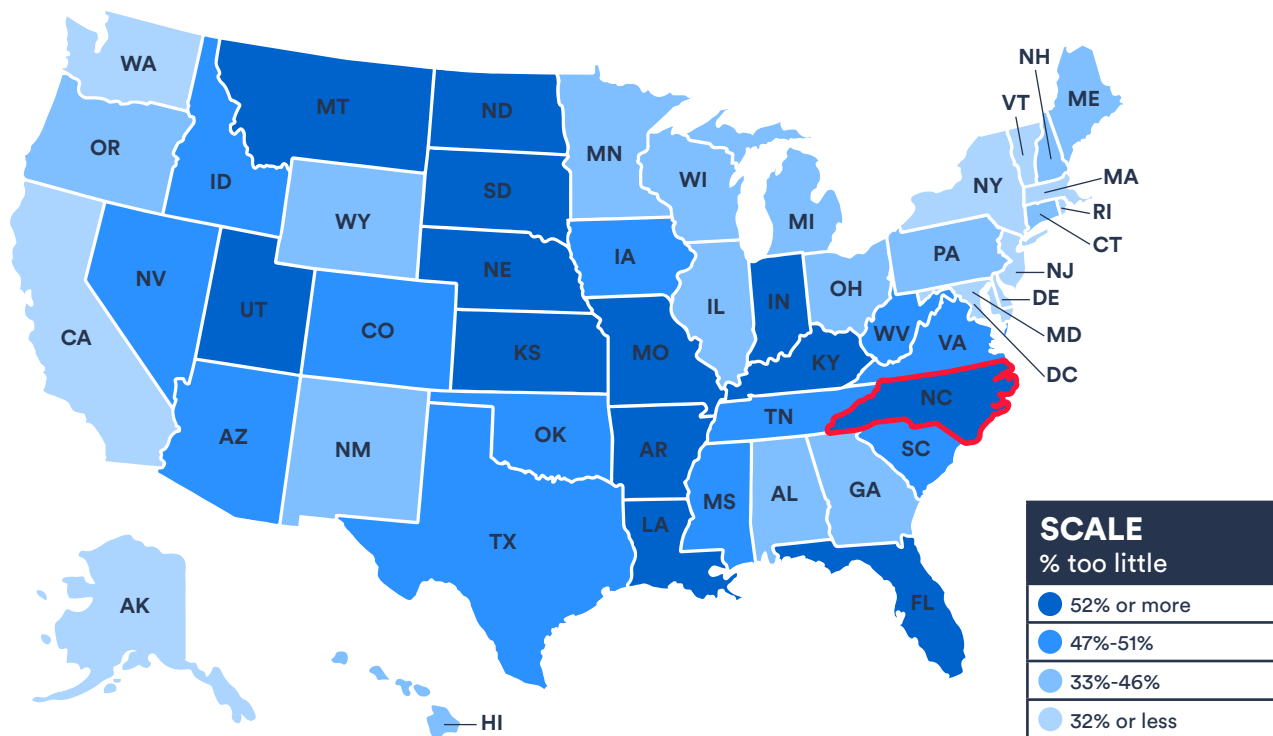 NH
WA
ME
MT
ND
VT
OR
MN
ID
SD
WI
NY
MA
WY
MI
RI
CT
PA
IA
NE
NV
NJ
OH
DE
UT
IL
IN
CO
WV
MD
CA
VA
KS
MO
KY
DC
NC
TN
AZ
OK
NM
AR
SC
MS
AL
GA
LA
TX
SCALE
% too little
FL
AK
52% or more
47%-51%
33%-46%
HI
32% or less